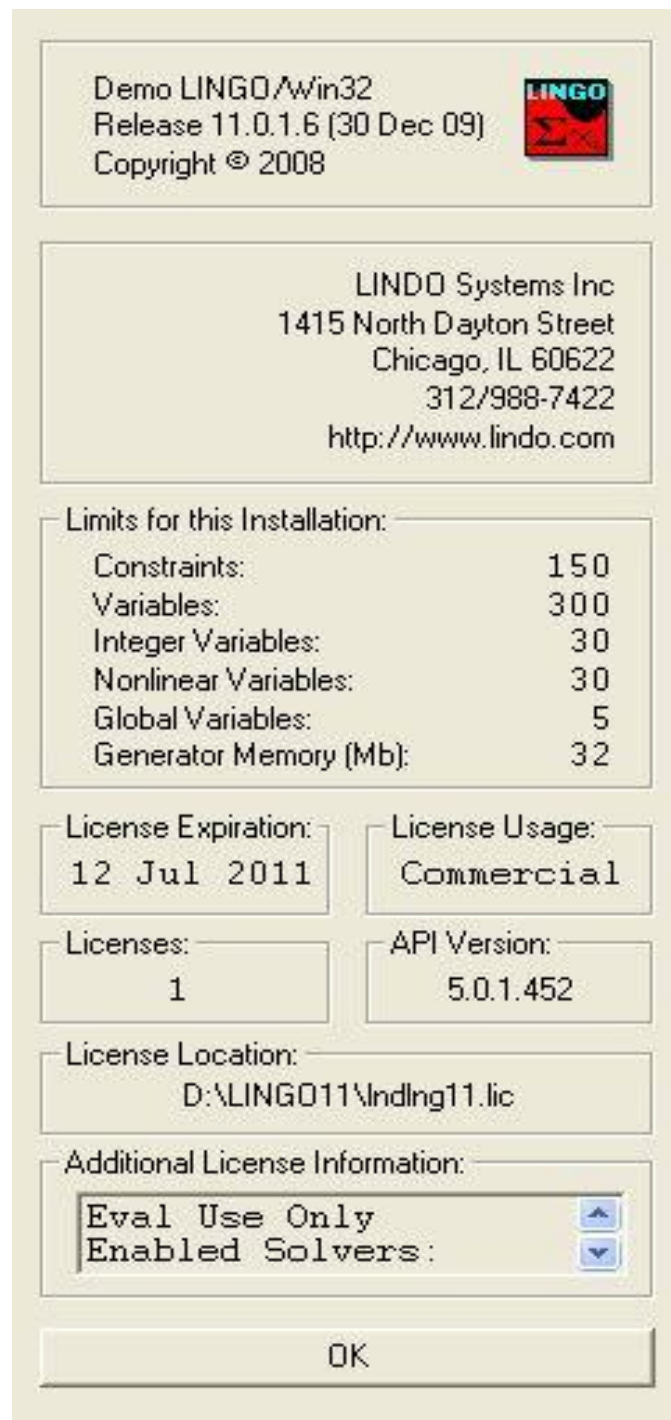 Demo LINGO/Win32
Release 11.0.1.6 (30 Dec 09)
Copyright © 2008
LINGO
Σ×
LINDO Systems Inc
1415 North Dayton Street
Chicago, IL 60622
312/988-7422
http://www.lindo.com
Limits for this Installation:
Constraints: 150
Variables: 300
Integer Variables: 30
Nonlinear Variables: 30
Global Variables: 5
Generator Memory (Mb): 32
License Expiration: License Usage:
12 Jul 2011 Commercial
Licenses: API Version:
1 5.0.1.452
License Location:
D:\LINGO11\lndlng11.lic
Additional License Information:
Eval Use Only
Enabled Solvers:
OK